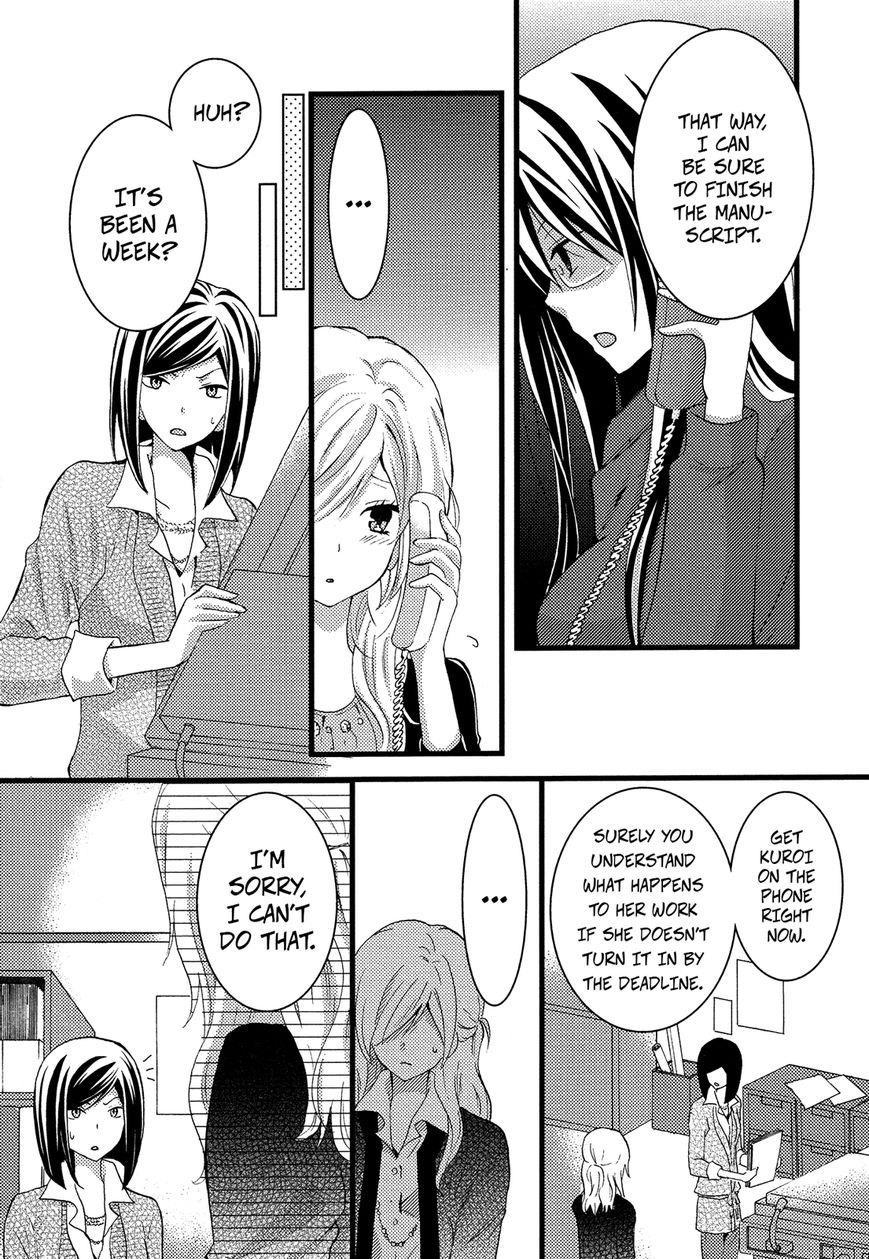 THAT WAY,
I CAN
BE SURE
TO FINISH
THE MANU-
SCRIPT.
...
HUH?
IT'S
BEEN A
WEEK?
GET
KUROI
ON THE
PHONE
RIGHT
NOW.
SURELY YOU
UNDERSTAND
WHAT HAPPENS
TO HER WORK
IF SHE DOESN'T
TURN IT IN BY
THE DEADLINE.
...
I'M
SORRY,
I CAN'T
DO THAT.